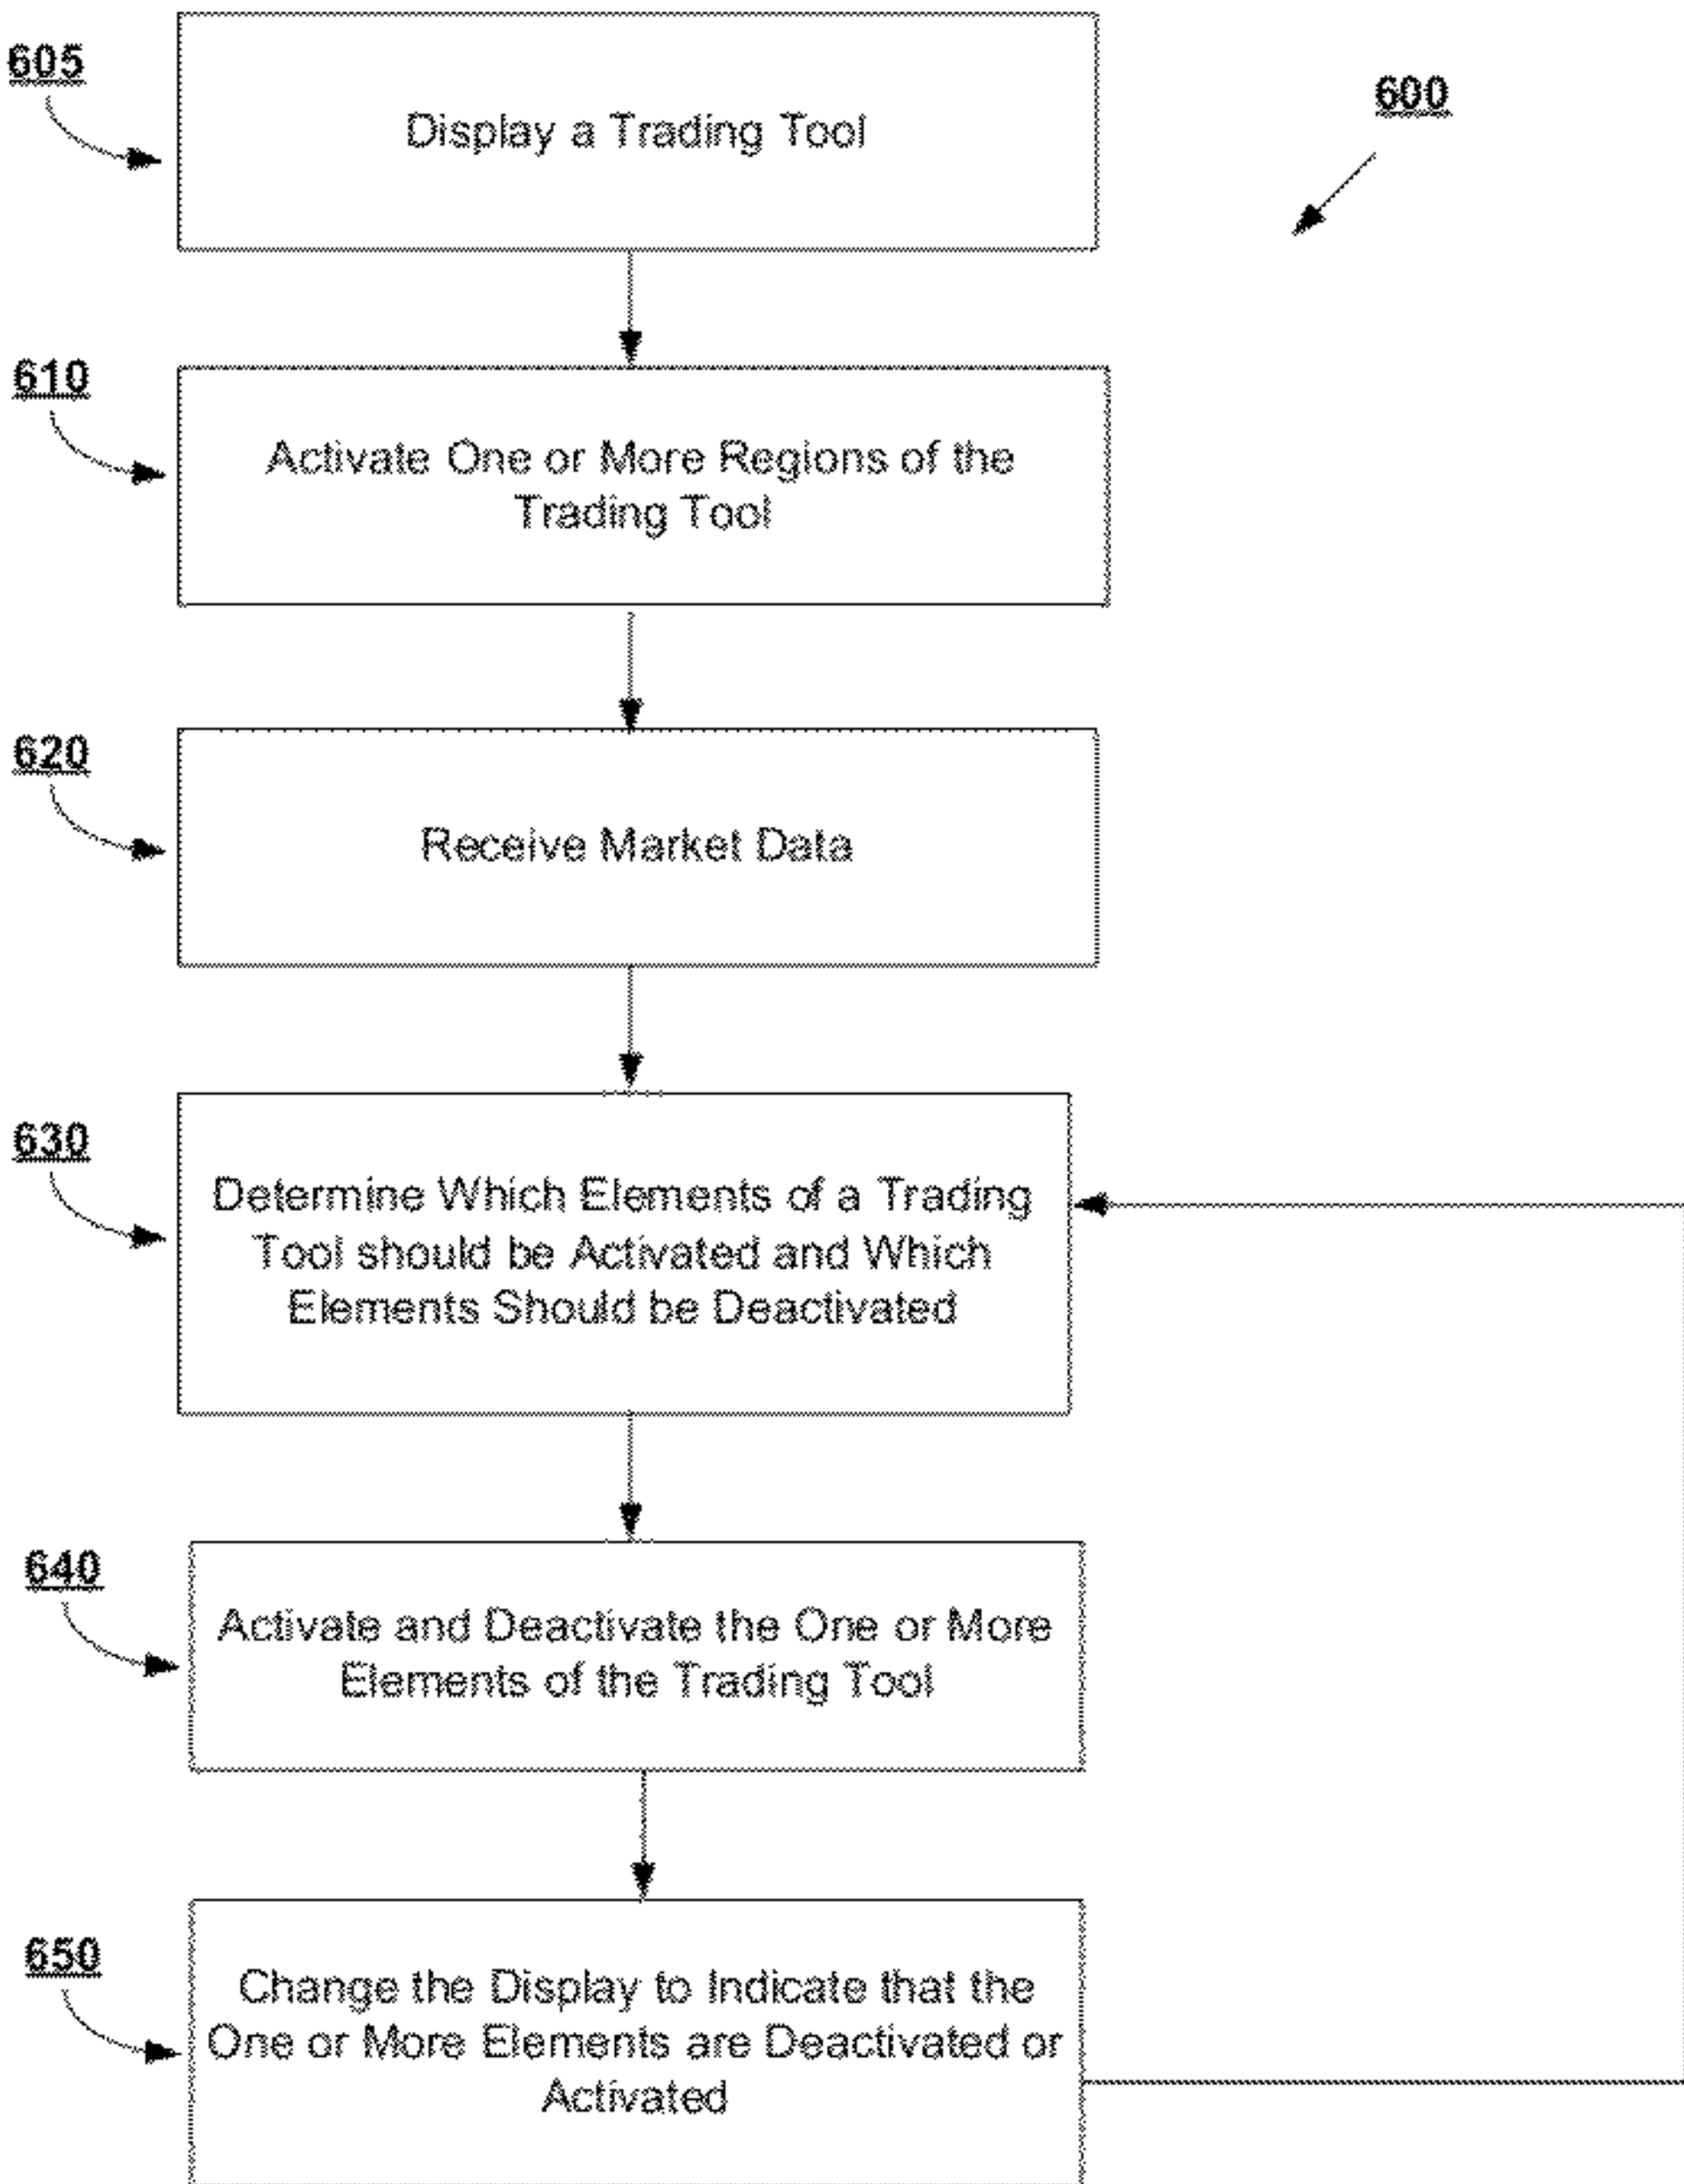 605
Display a Trading Tool
600
610
Activate One or More Regions of the
Trading Tool
620
Receive Market Data
630
Determine Which Elements of a Trading
Tool should be Activated and Which
Elements Should be Deactivated
640
Activate and Deactivate the One or More
Elements of the Trading Tool
650
Change the Display to Indicate that the
One or More Elements are Deactivated or
Activated